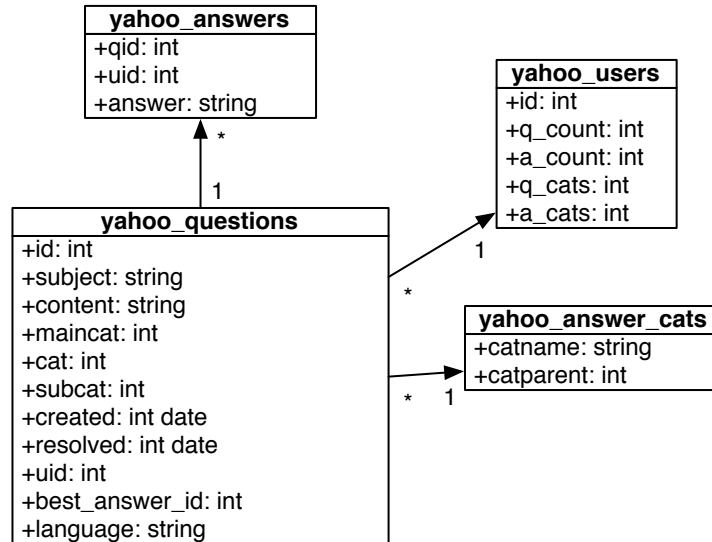 yahoo_answers
+qid: int
+uid: int
+answer: string
*
1
yahoo_users
+id: int
+q_count: int
+a_count: int
+q_cats: int
+a_cats: int
1
*
yahoo_questions
+id: int
+subject: string
+content: string
+maincat: int
+cat: int
+subcat: int
+created: int date
+resolved: int date
+uid: int
+best_answer_id: int
+language: string
yahoo_answer_cats
+catname: string
+catparent: int
* 1